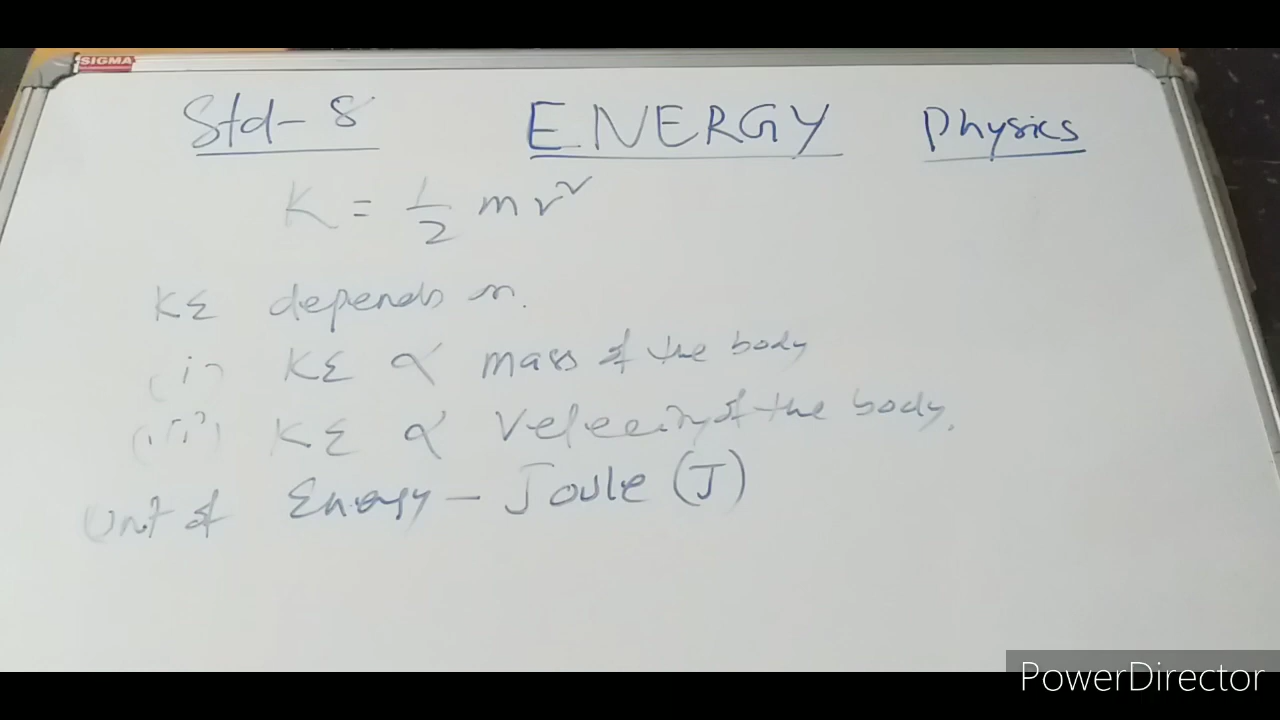 SIGMA
Std-8 ENERGY Physics
K = 1/2 mv²
KE depends on.
(i) KE ∝ mass of the body
(ii) KE ∝ Velocity of the body.
Unit of Energy - Joule (J)
PowerDirector